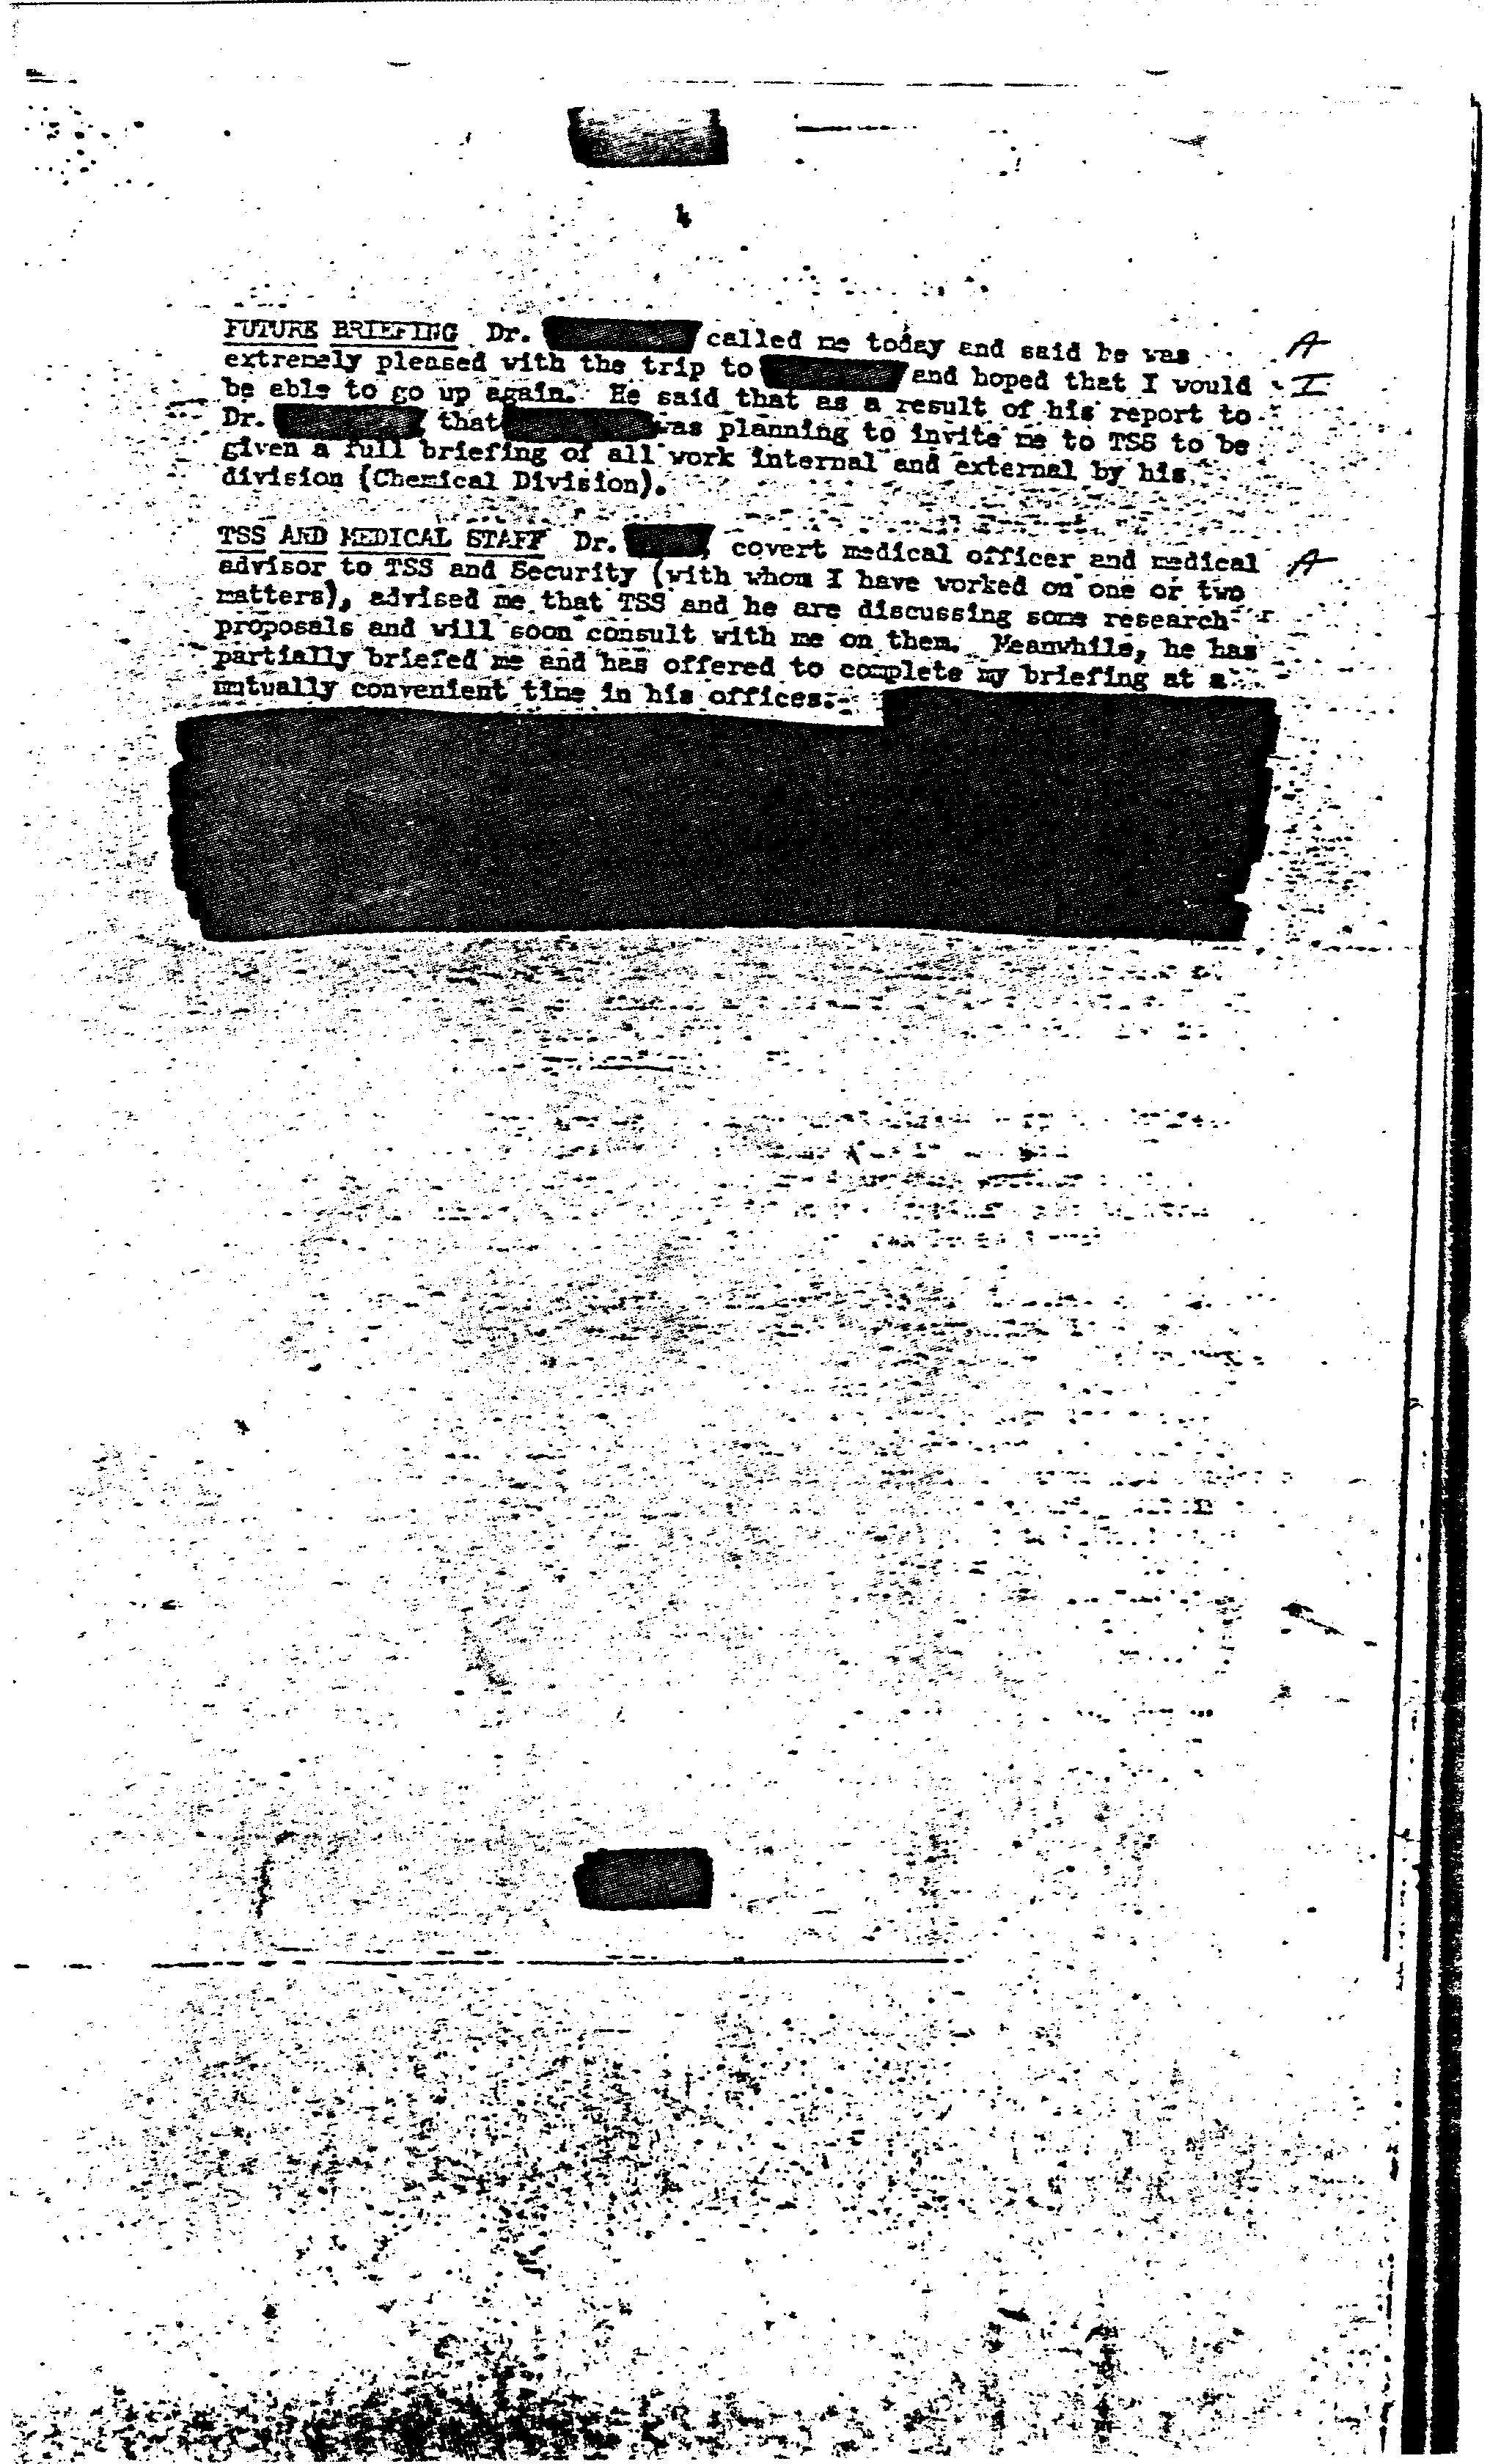 4
FUTURE BRIEFING Dr. called me today and said he was A
extremely pleased with the trip to and hoped that I would I
be able to go up again. He said that as a result of his report to
Dr. that was planning to invite me to TSS to be
given a full briefing of all work internal and external by his
division (Chemical Division).
TSS AND MEDICAL STAFF Dr. , covert medical officer and medical A
advisor to TSS and Security (with whom I have worked on one or two
matters), advised me that TSS and he are discussing some research
proposals and will soon consult with me on them. Meanwhile, he has
partially briefed me and has offered to complete my briefing at a
mutually convenient time in his offices.